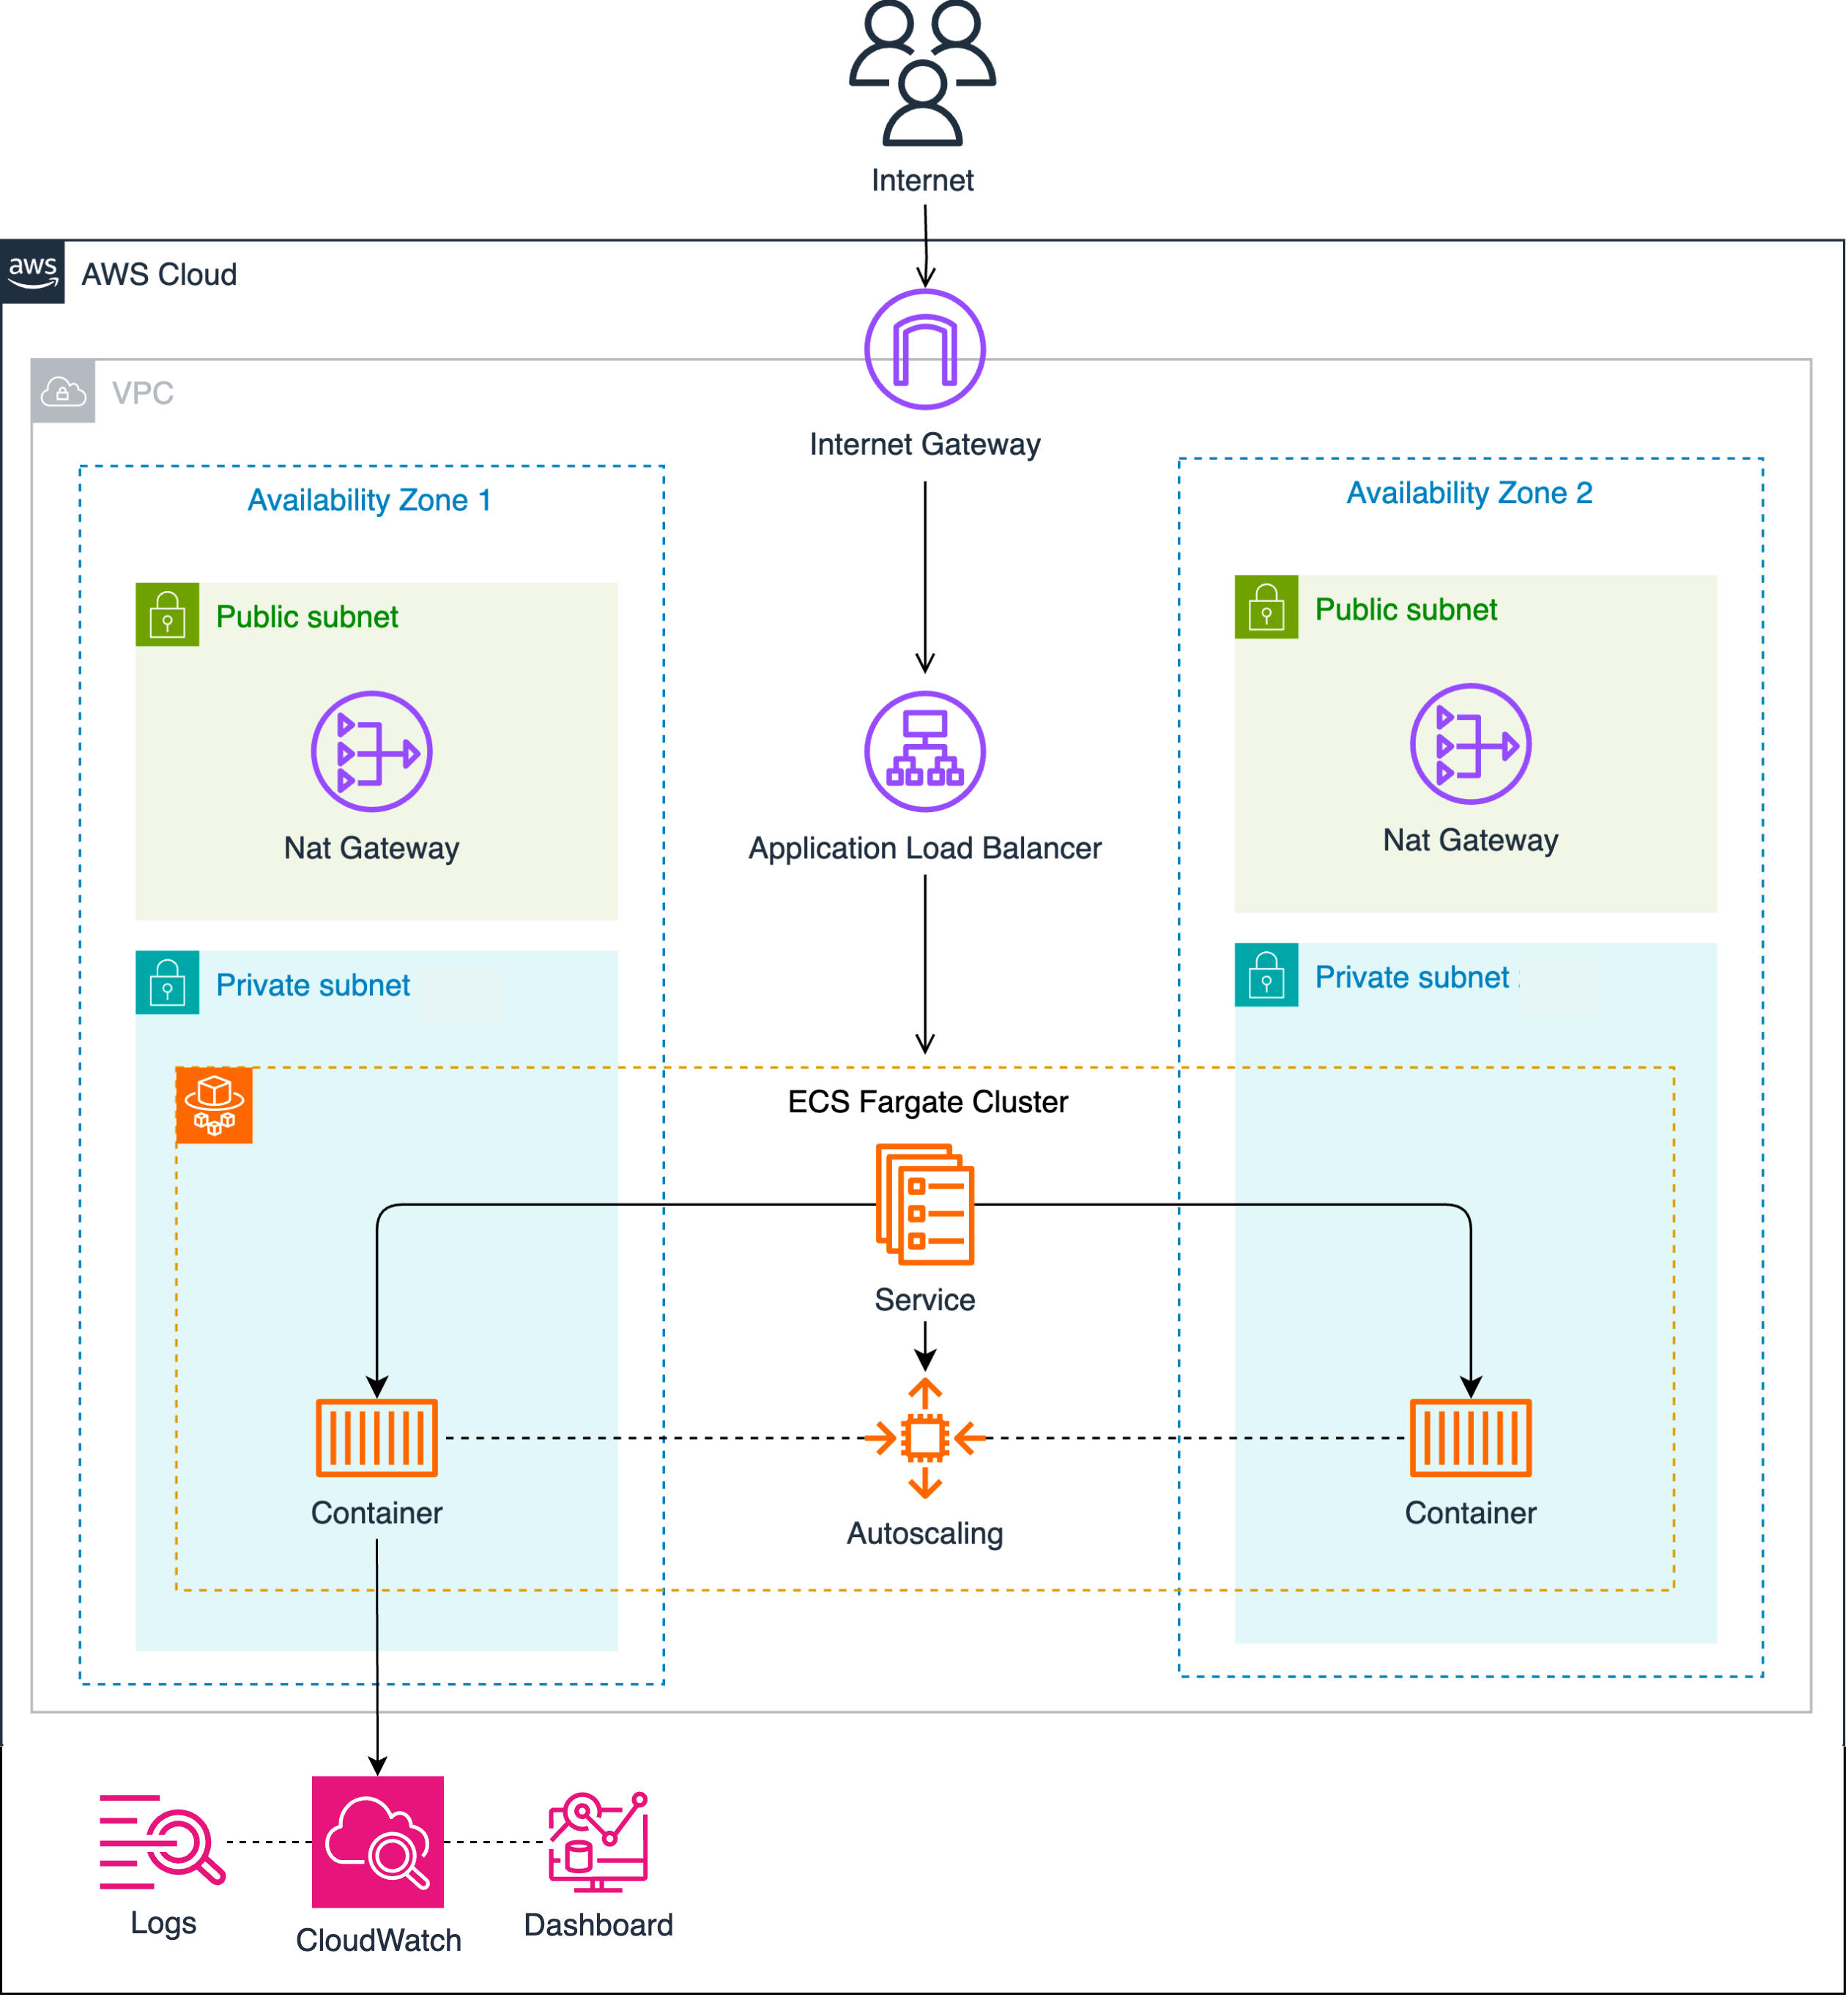 Internet
aws
AWS Cloud
VPC
Internet Gateway
Availability Zone 1
Availability Zone 2
Public subnet
Public subnet
Nat Gateway
Application Load Balancer
Nat Gateway
Private subnet
Private subnet
ECS Fargate Cluster
Service
Container
Autoscaling
Container
Logs
CloudWatch
Dashboard